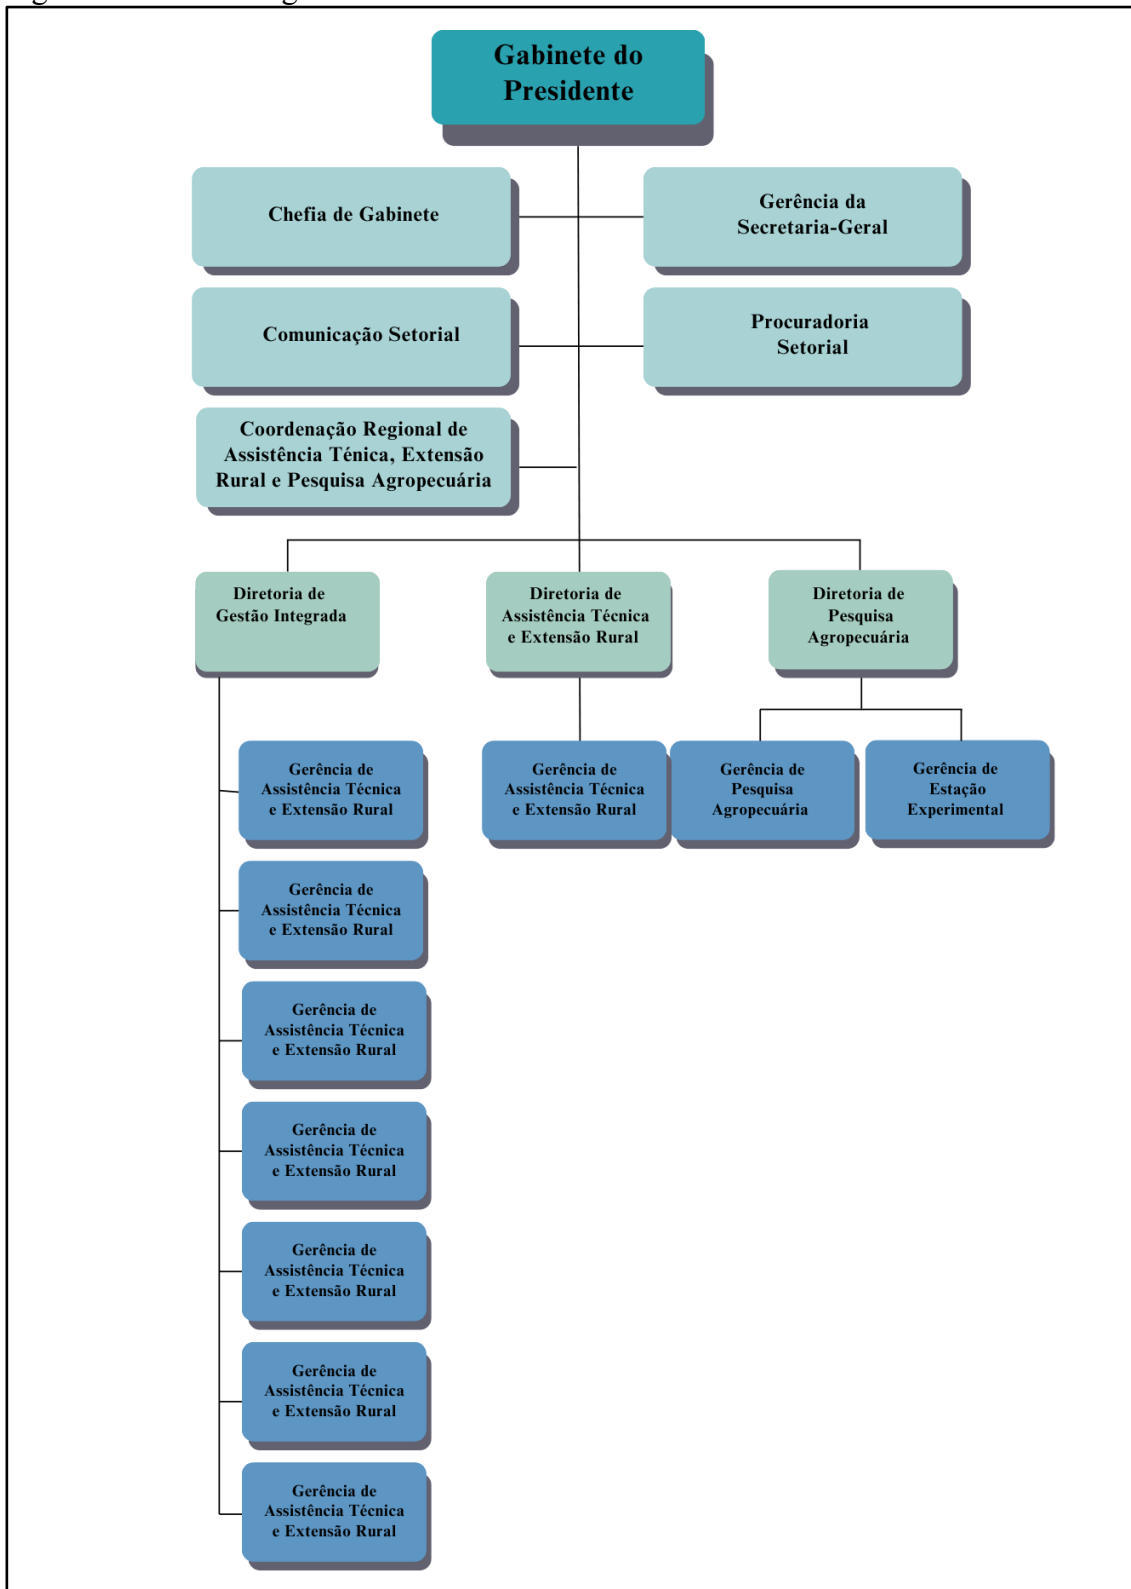 Gabinete do
Presidente
Chefia de Gabinete
Gerência da
Secretaria-Geral
Comunicação Setorial
Procuradoria
Setorial
Coordenação Regional de
Assistência Ténica, Extensão
Rural e Pesquisa Agropecuária
Diretoria de
Gestão Integrada
Diretoria de
Assistência Técnica
e Extensão Rural
Diretoria de
Pesquisa
Agropecuária
Gerência de
Assistência Técnica
e Extensão Rural
Gerência de
Assistência Técnica
e Extensão Rural
Gerência de
Pesquisa
Agropecuária
Gerência de
Estação
Experimental
Gerência de
Assistência Técnica
e Extensão Rural
Gerência de
Assistência Técnica
e Extensão Rural
Gerência de
Assistência Técnica
e Extensão Rural
Gerência de
Assistência Técnica
e Extensão Rural
Gerência de
Assistência Técnica
e Extensão Rural
Gerência de
Assistência Técnica
e Extensão Rural